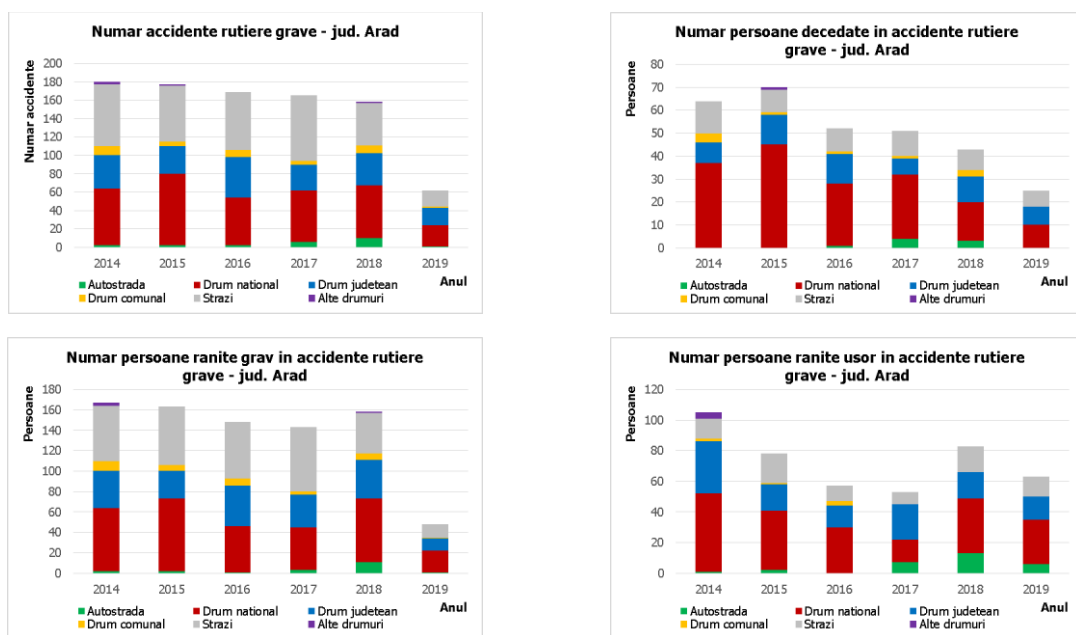 Numar accidente rutiere grave - jud. Arad
Numar accidente
200
180
160
140
120
100
80
60
40
20
0
2014 2015 2016 2017 2018 2019
Anul
Autostrada Drum national Drum judetean
Drum comunal Strazi Alte drumuri
Numar persoane decedate in accidente rutiere
grave - jud. Arad
Persoane
80
70
60
50
40
30
20
10
0
2014 2015 2016 2017 2018 2019
Anul
Autostrada Drum national Drum judetean
Drum comunal Strazi Alte drumuri
Numar persoane ranite grav in accidente rutiere
grave - jud. Arad
Persoane
180
160
140
120
100
80
60
40
20
0
2014 2015 2016 2017 2018 2019
Anul
Autostrada Drum national Drum judetean
Drum comunal Strazi Alte drumuri
Numar persoane ranite usor in accidente rutiere
grave - jud. Arad
Persoane
120
100
80
60
40
20
0
2014 2015 2016 2017 2018 2019
Anul
Autostrada Drum national Drum judetean
Drum comunal Strazi Alte drumuri